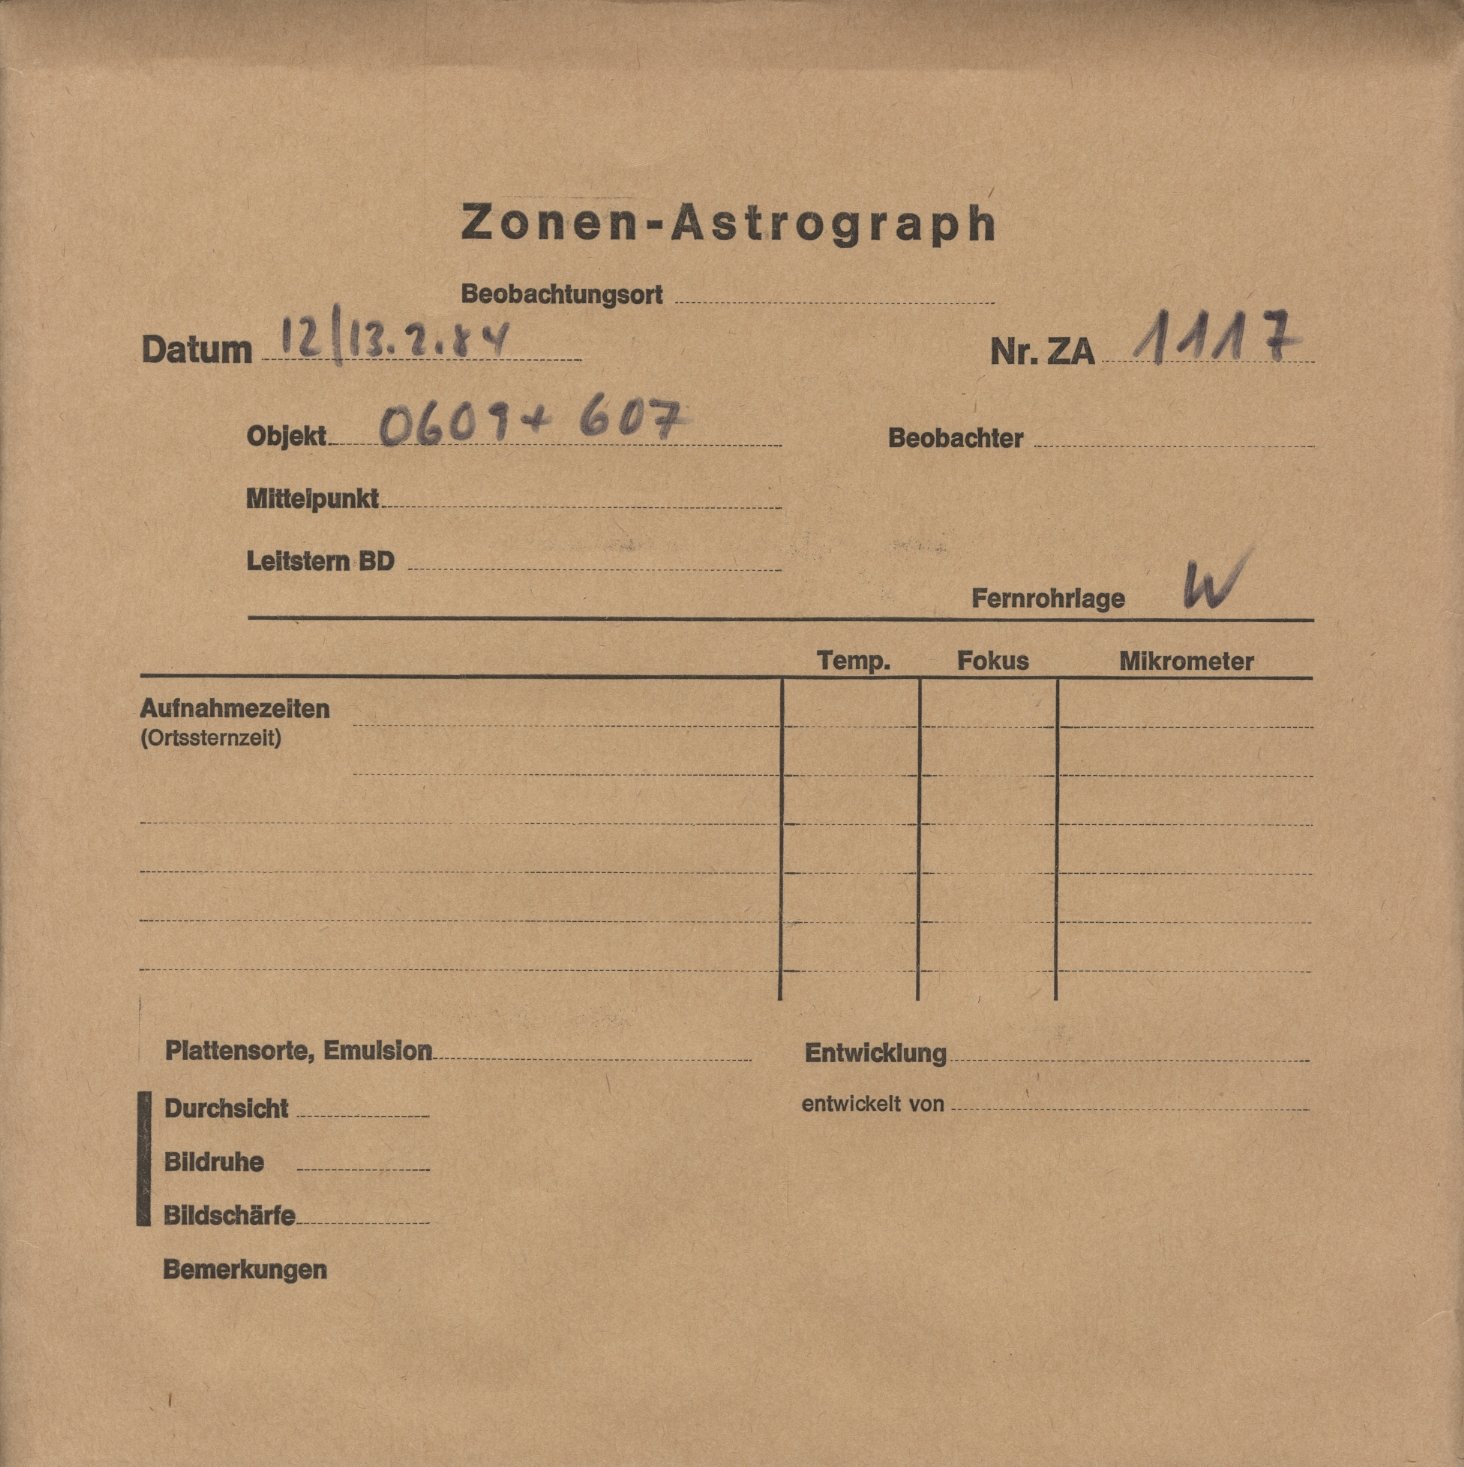 Zonen-Astrograph
Beobachtungsort
Datum 12/13.2.84
Nr. ZA 1117
Objekt 0609+607
Beobachter
Mittelpunkt
Leitstern BD
Fernrohrlage W
Temp. Fokus Mikrometer
Aufnahmezeiten
(Ortssternzeit)
Plattensorte, Emulsion
Entwicklung
Durchsicht
entwickelt von
Bildruhe
Bildschärfe
Bemerkungen